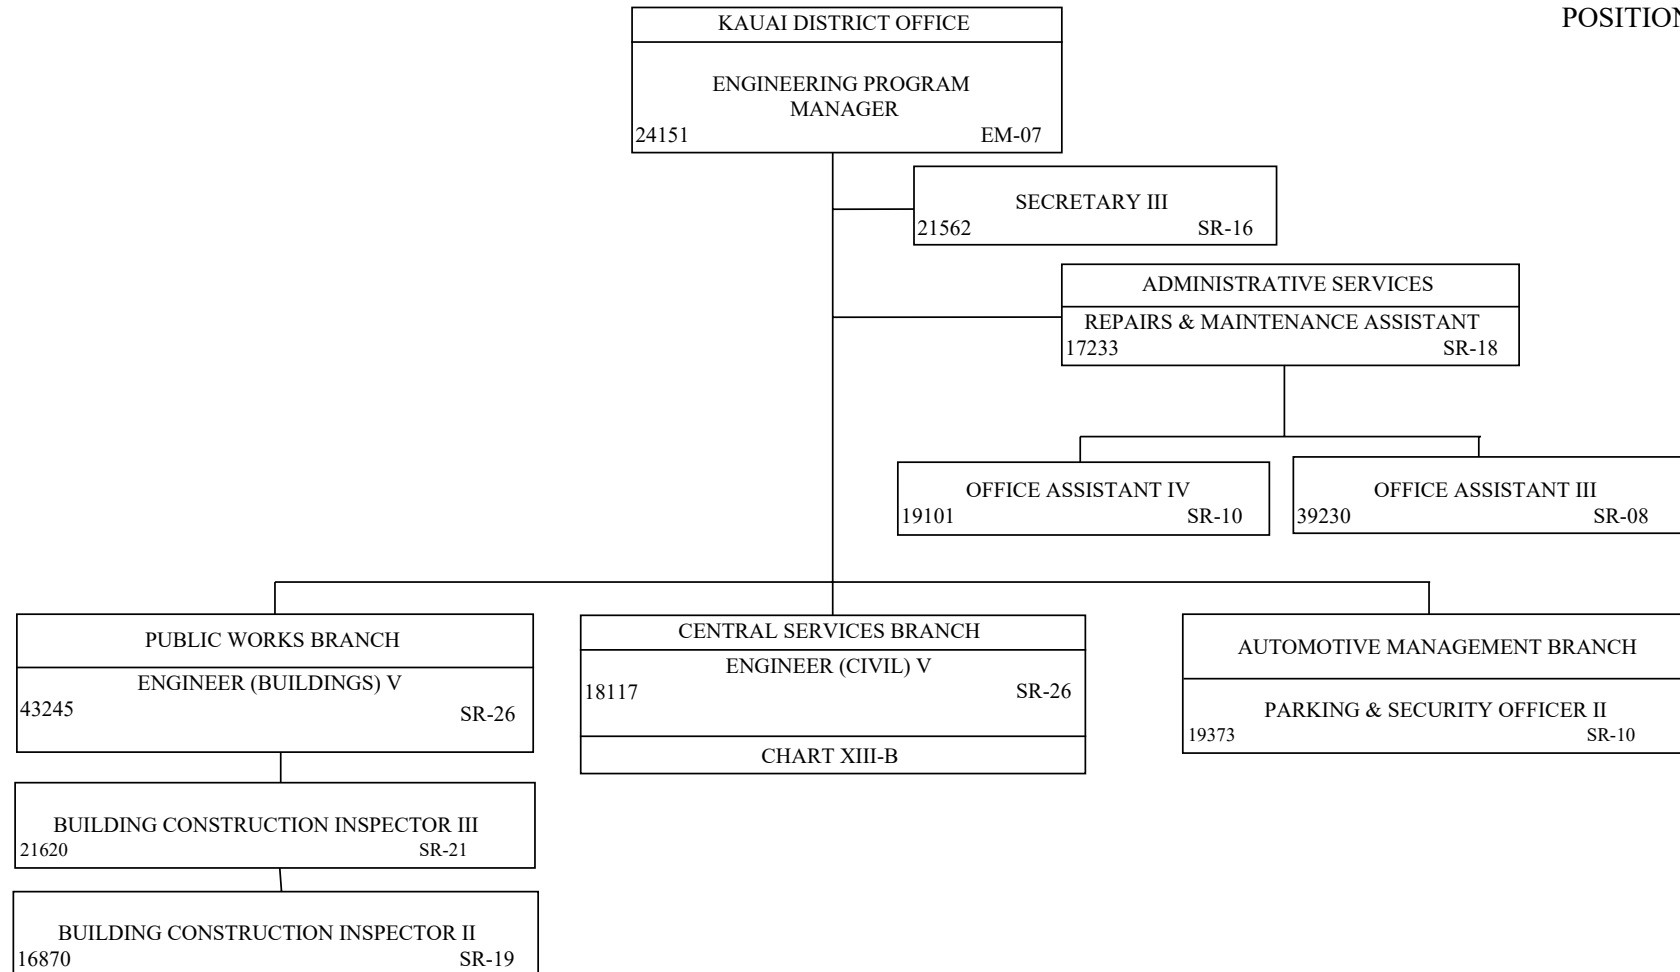 POSITION
KAUAI DISTRICT OFFICE
ENGINEERING PROGRAM
MANAGER
24151 EM-07
SECRETARY III
21562 SR-16
ADMINISTRATIVE SERVICES
REPAIRS & MAINTENANCE ASSISTANT
17233 SR-18
OFFICE ASSISTANT IV
19101 SR-10
OFFICE ASSISTANT III
39230 SR-08
PUBLIC WORKS BRANCH
ENGINEER (BUILDINGS) V
43245 SR-26
CENTRAL SERVICES BRANCH
ENGINEER (CIVIL) V
18117 SR-26
CHART XIII-B
AUTOMOTIVE MANAGEMENT BRANCH
PARKING & SECURITY OFFICER II
19373 SR-10
BUILDING CONSTRUCTION INSPECTOR III
21620 SR-21
BUILDING CONSTRUCTION INSPECTOR II
16870 SR-19